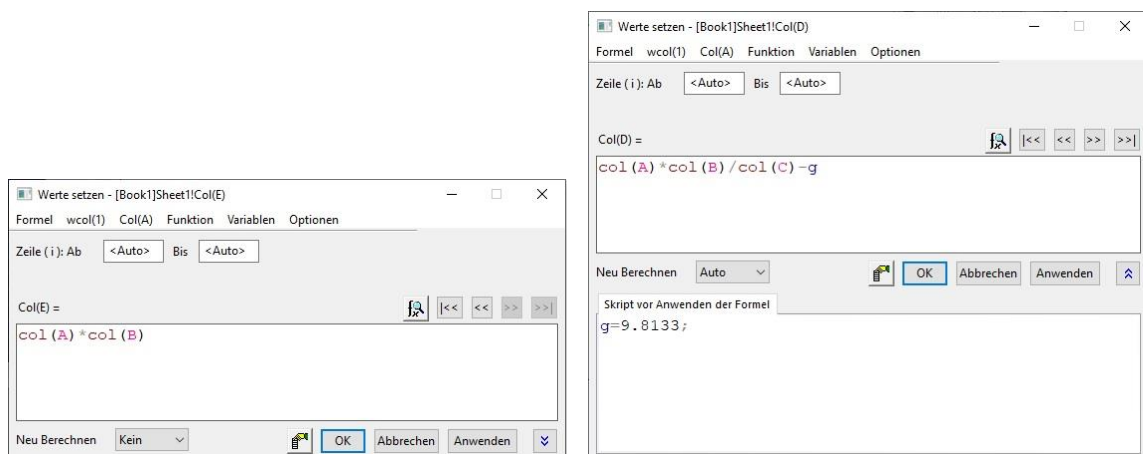 Werte setzen - [Book1]Sheet1!Col(E)
Formel wcol(1) Col(A) Funktion Variablen Optionen
Zeile ( i ): Ab <Auto> Bis <Auto>
Col(E) =
|<< << >> >>|
col(A)*col(B)
Neu Berechnen Kein OK Abbrechen Anwenden
Werte setzen - [Book1]Sheet1!Col(D)
Formel wcol(1) Col(A) Funktion Variablen Optionen
Zeile ( i ): Ab <Auto> Bis <Auto>
Col(D) =
|<< << >> >>|
col(A)*col(B)/col(C)-g
Neu Berechnen Auto OK Abbrechen Anwenden
Skript vor Anwenden der Formel
g=9.8133;